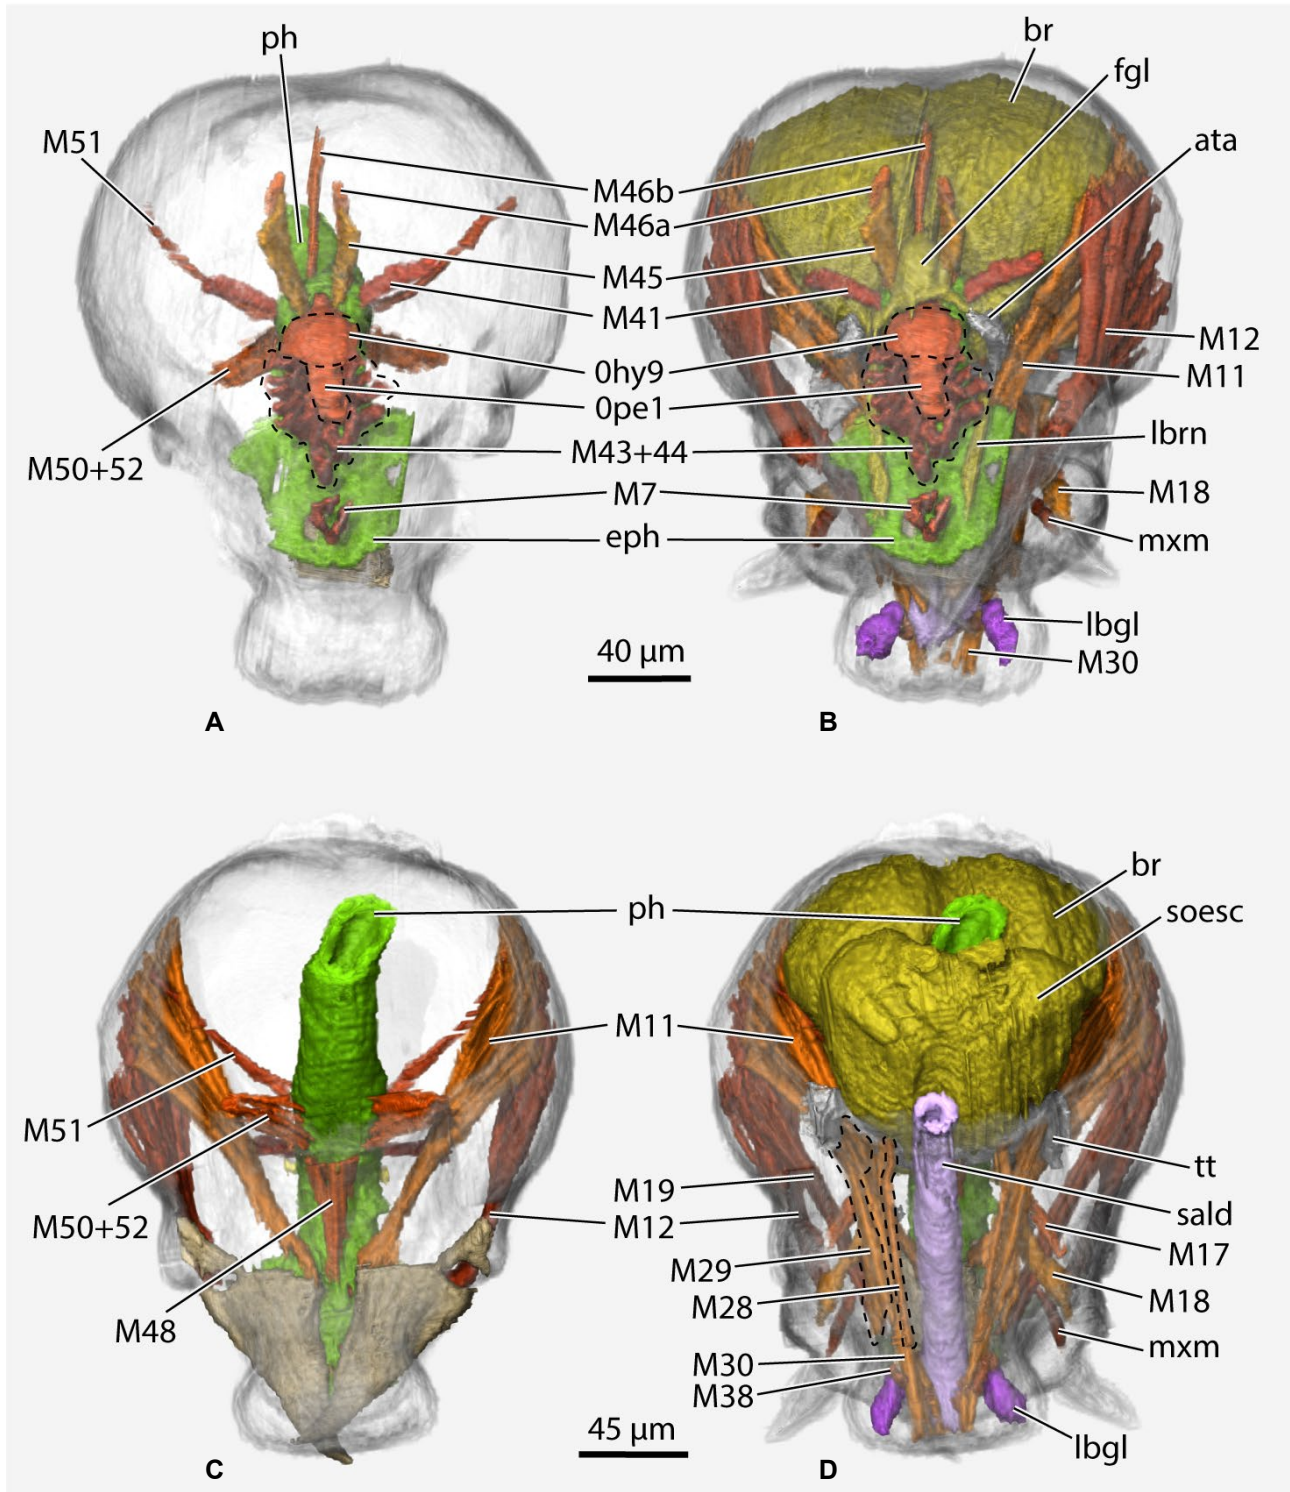 ph
M51
M46b
M46a
M45
M41
0hy9
0pe1
M50+52
M43+44
M7
eph
40 µm
A
br
fgl
ata
M12
M11
lbrn
M18
mxm
lbgl
M30
B
ph
M11
M51
M50+52
M48
C
45 µm
br
soesc
M19
M12
M29
M28
M30
M38
tt
sald
M17
M18
mxm
lbgl
D